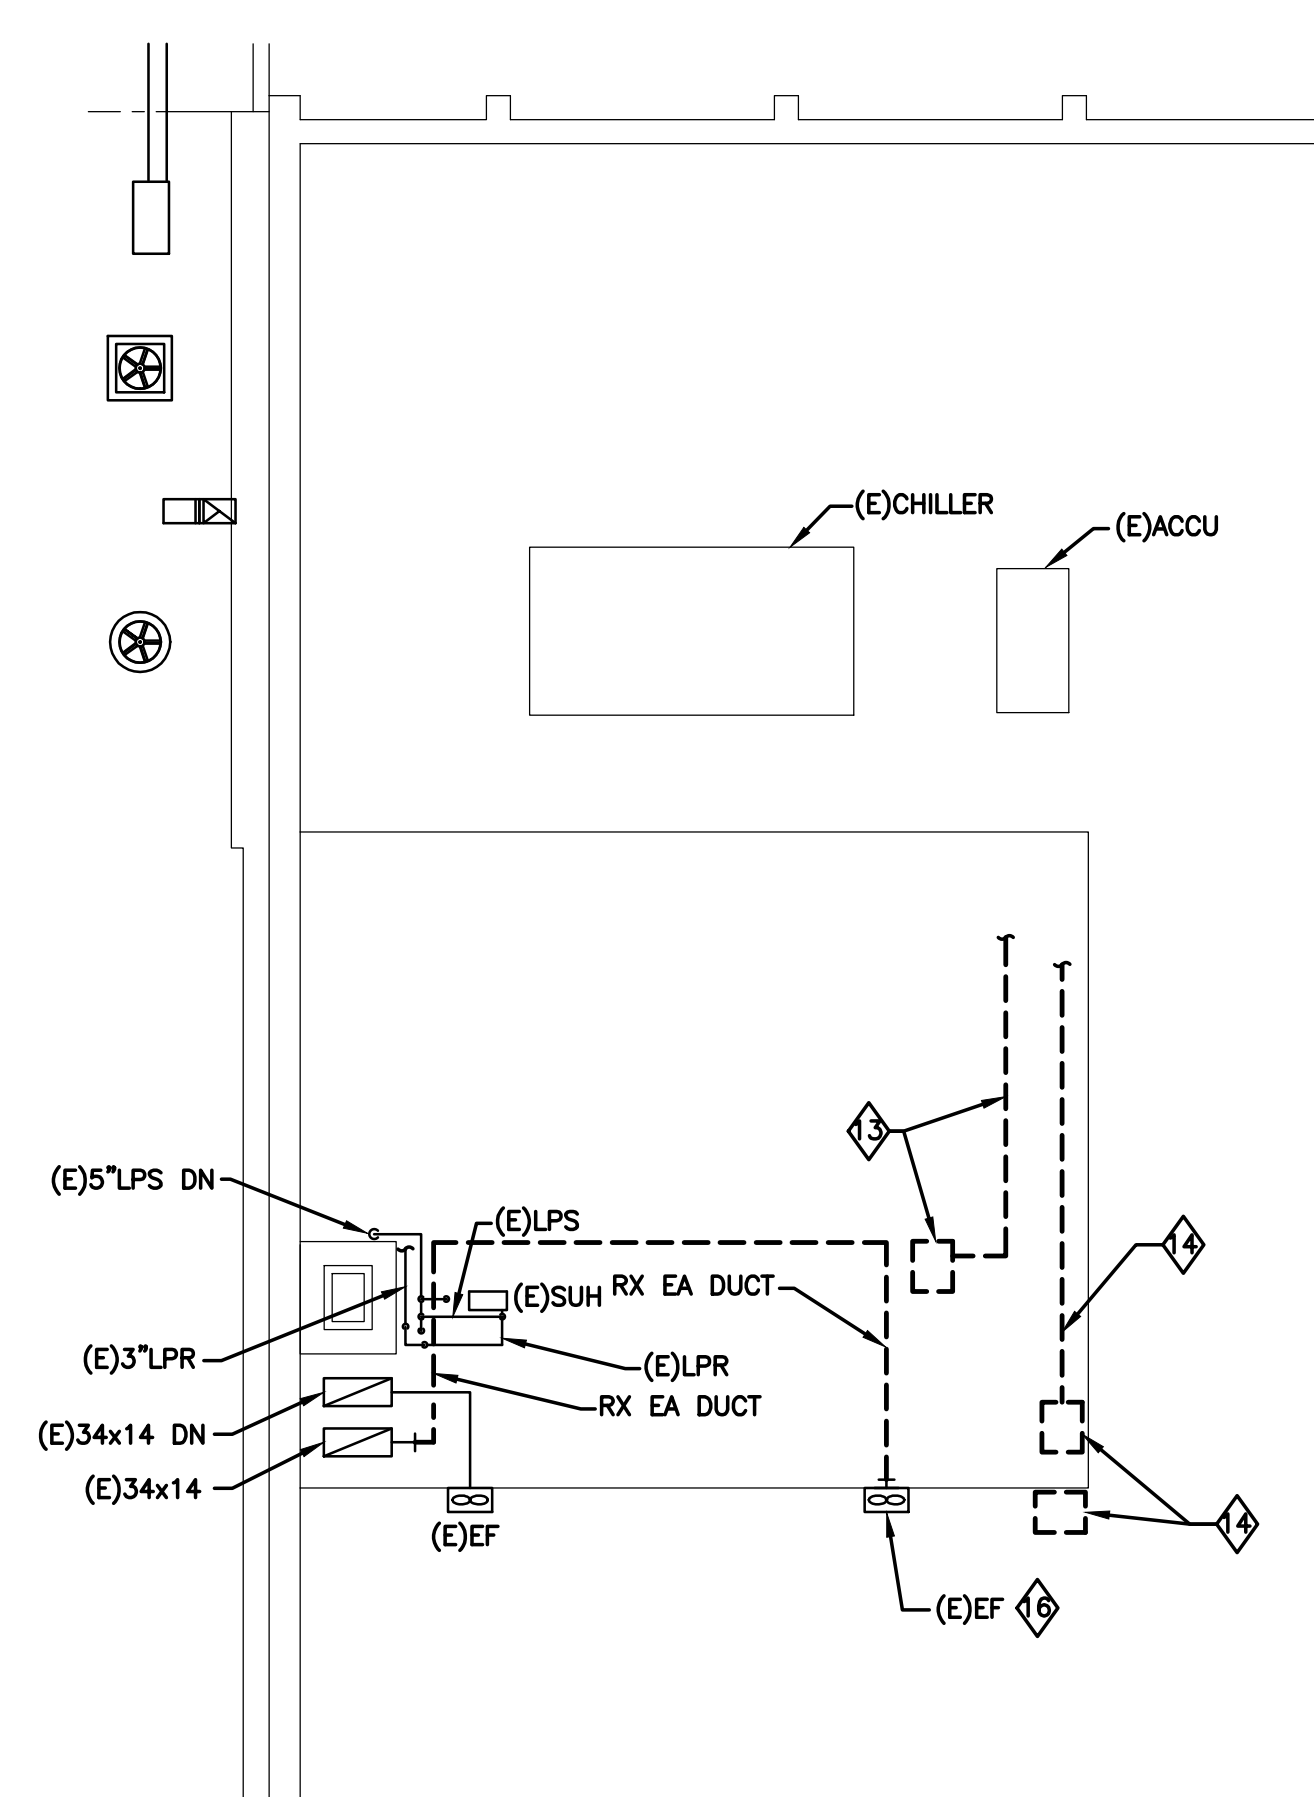 (E)CHILLER
(E)ACCU
13
(E)5"LPS DN
(E)LPS
14
(E)SUH
RX EA DUCT
(E)3"LPR
(E)LPR
RX EA DUCT
(E)34x14 DN
(E)34x14
(E)EF
14
(E)EF 16